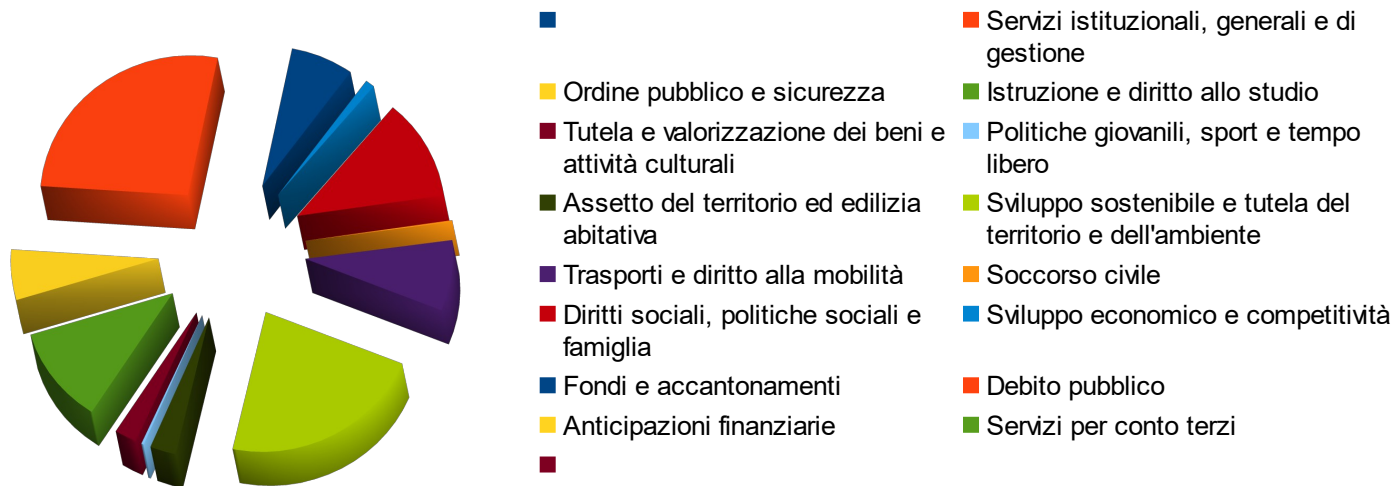 Servizi istituzionali, generali e di
gestione
Ordine pubblico e sicurezza
Istruzione e diritto allo studio
Tutela e valorizzazione dei beni e
attività culturali
Politiche giovanili, sport e tempo
libero
Assetto del territorio ed edilizia
abitativa
Sviluppo sostenibile e tutela del
territorio e dell'ambiente
Trasporti e diritto alla mobilità
Soccorso civile
Diritti sociali, politiche sociali e
famiglia
Sviluppo economico e competitività
Fondi e accantonamenti
Debito pubblico
Anticipazioni finanziarie
Servizi per conto terzi